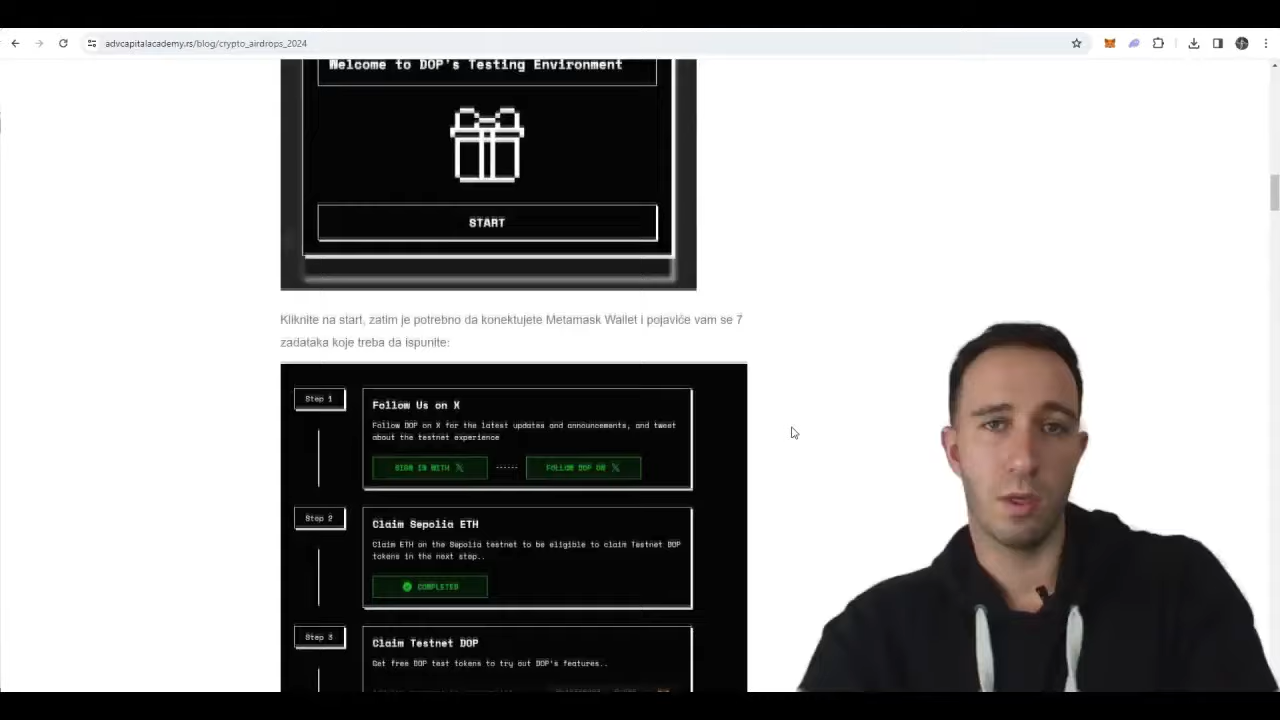 advcapitalacademy.rs/blog/crypto_airdrops_2024
Welcome to DOP's Testing Environment
START
Kliknite na start, zatim je potrebno da konektujete Metamask Wallet i pojaviće vam se 7
zadataka koje treba da ispunite:
Step 1
Follow Us on X
Follow DOP on X for the latest updates and announcements, and tweet
about the testnet experience
SIGN IN WITH X
FOLLOW DOP ON X
Step 2
Claim Sepolia ETH
Claim ETH on the Sepolia testnet to be eligible to claim Testnet DOP
tokens in the next step..
COMPLETED
Step 3
Claim Testnet DOP
Get free DOP test tokens to try out DOP's features..